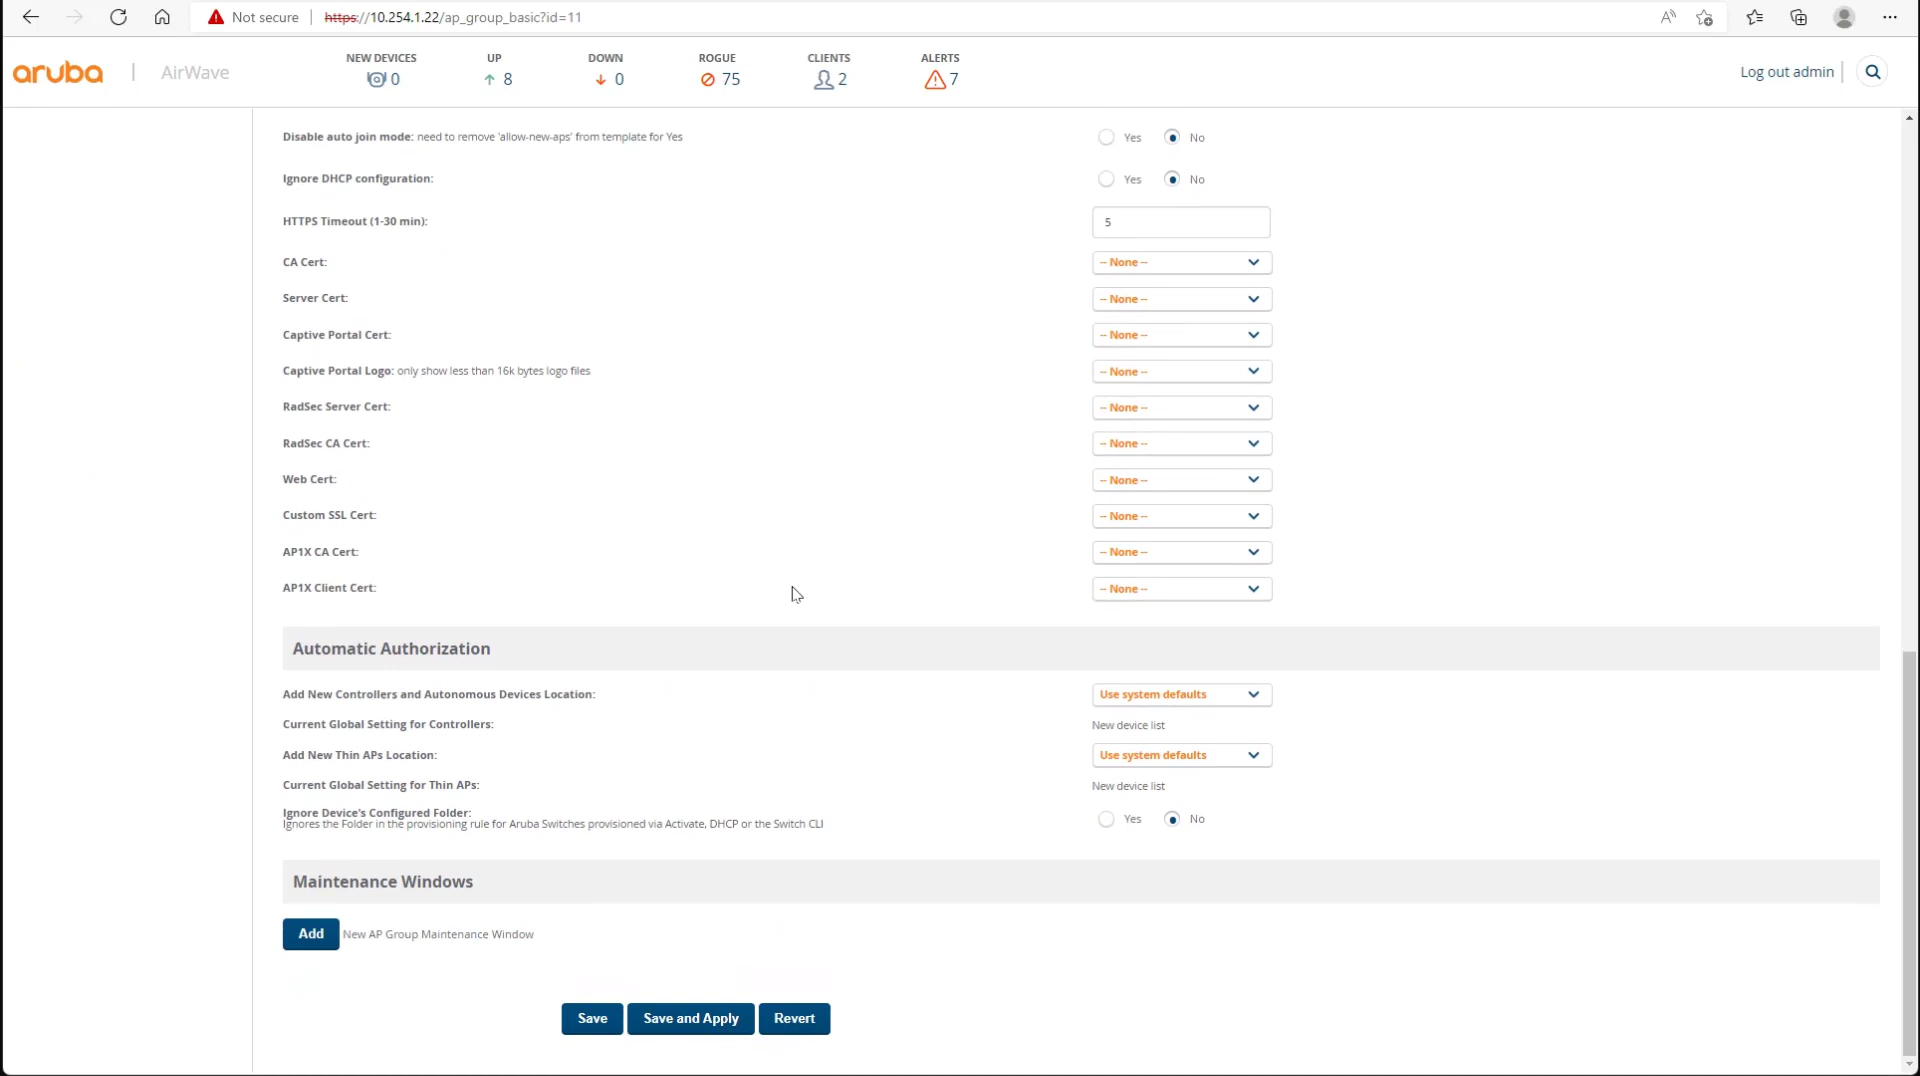 Not secure | https://10.254.1.22/ap_group_basic?id=11
aruba | AirWave
NEW DEVICES UP DOWN ROGUE CLIENTS ALERTS
0 8 0 75 2 7
Log out admin
Disable auto join mode: need to remove 'allow-new-aps' from template for Yes Yes No
Ignore DHCP configuration: Yes No
HTTPS Timeout (1-30 min): 5
CA Cert: -- None --
Server Cert: -- None --
Captive Portal Cert: -- None --
Captive Portal Logo: only show less than 16k bytes logo files -- None --
RadSec Server Cert: -- None --
RadSec CA Cert: -- None --
Web Cert: -- None --
Custom SSL Cert: -- None --
AP1X CA Cert: -- None --
AP1X Client Cert: -- None --
Automatic Authorization
Add New Controllers and Autonomous Devices Location: Use system defaults
Current Global Setting for Controllers: New device list
Add New Thin APs Location: Use system defaults
Current Global Setting for Thin APs: New device list
Ignore Device's Configured Folder: Yes No
Ignores the Folder in the provisioning rule for Aruba Switches provisioned via Activate, DHCP or the Switch CLI
Maintenance Windows
Add New AP Group Maintenance Window
Save Save and Apply Revert